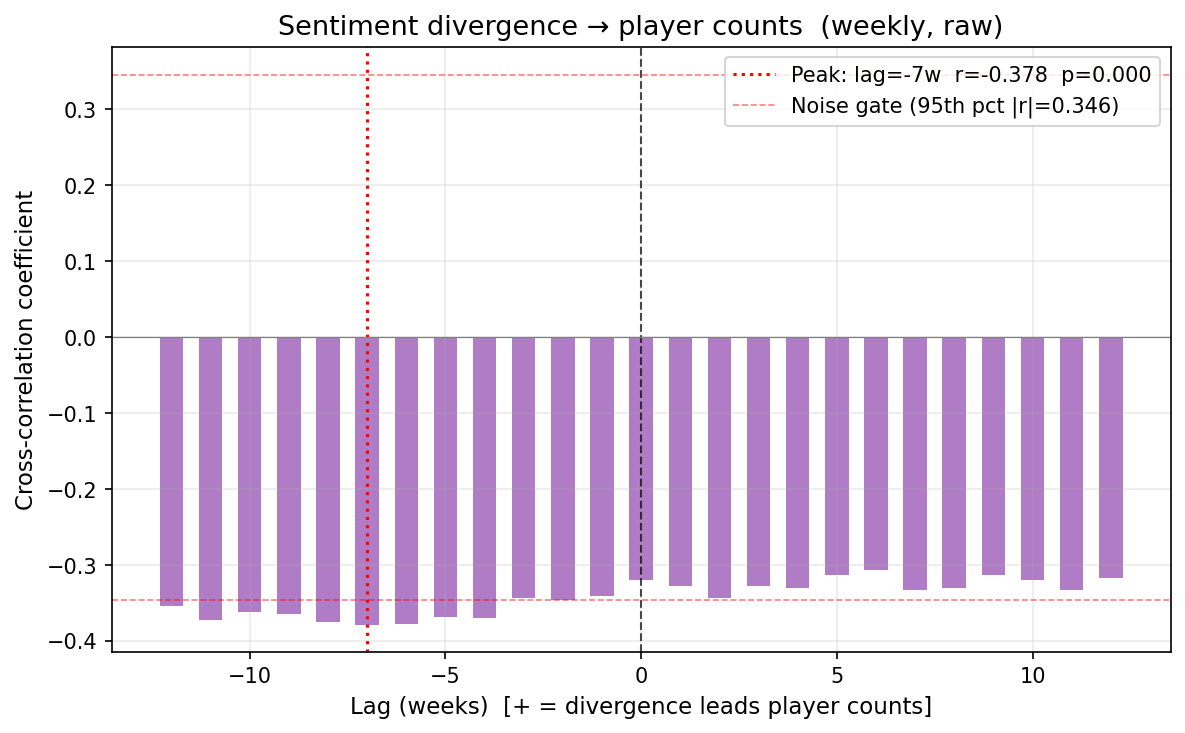 Sentiment divergence → player counts  (weekly, raw)
Peak: lag=-7w  r=-0.378  p=0.000
Noise gate (95th pct |r|=0.346)
Cross-correlation coefficient
0.3
0.2
0.1
0.0
−0.1
−0.2
−0.3
−0.4
−10
−5
0
5
10
Lag (weeks)  [+ = divergence leads player counts]